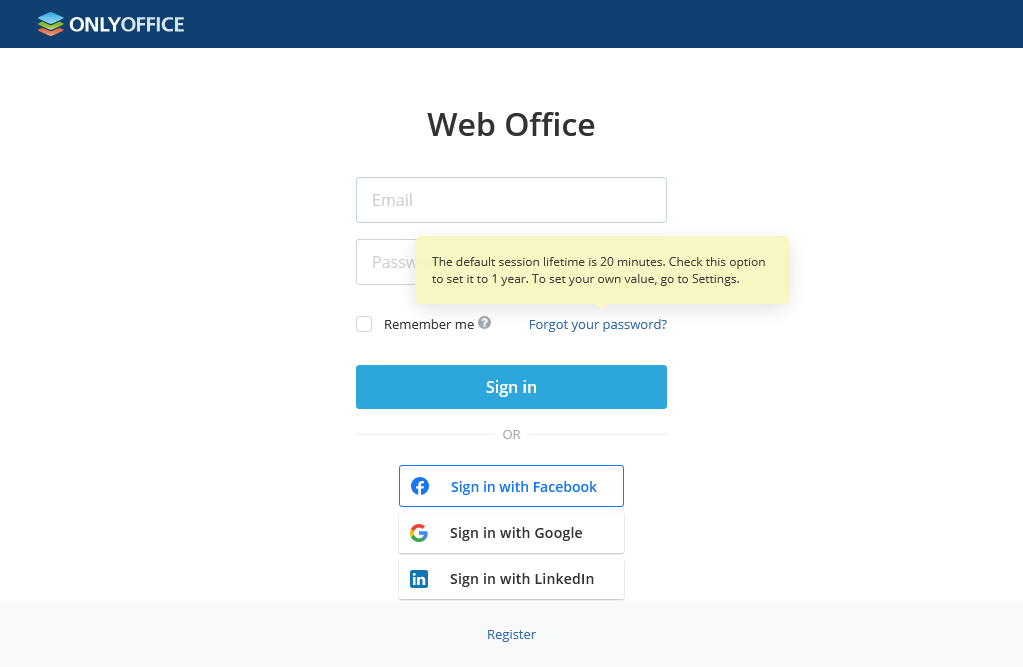 ONLYOFFICE
Web Office
Email
The default session lifetime is 20 minutes. Check this option
to set it to 1 year. To set your own value, go to Settings.
Passw
Remember me ?
Forgot your password?
Sign in
OR
Sign in with Facebook
Sign in with Google
in Sign in with LinkedIn
Register